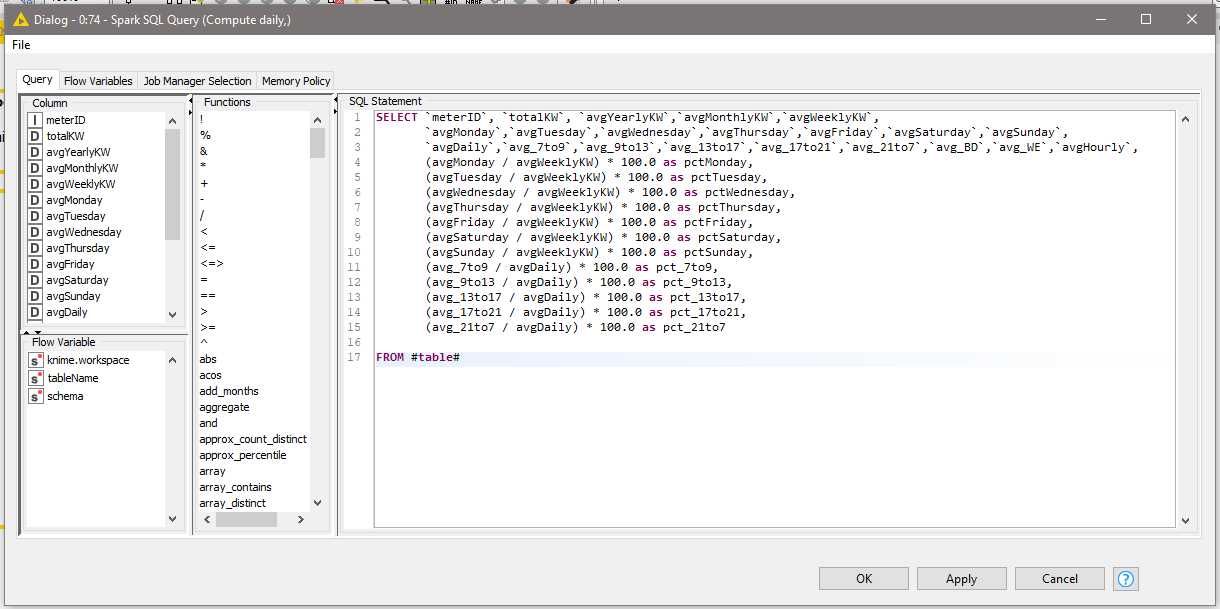 Dialog - 0:74 - Spark SQL Query (Compute daily,)
File
Query Flow Variables Job Manager Selection Memory Policy
Column
I meterID
D totalKW
D avgYearlyKW
D avgMonthlyKW
D avgWeeklyKW
D avgMonday
D avgTuesday
D avgWednesday
D avgThursday
D avgFriday
D avgSaturday
D avgSunday
D avgDaily
Flow Variable
s knime.workspace
s tableName
s schema
Functions
!
%
&
*
+
-
/
<
<=
<=>
=
==
>
>=
^
abs
acos
add_months
aggregate
and
approx_count_distinct
approx_percentile
array
array_contains
array_distinct
SQL Statement
1 SELECT `meterID`, `totalKW`, `avgYearlyKW`,`avgMonthlyKW`,`avgWeeklyKW`,
2 `avgMonday`,`avgTuesday`,`avgWednesday`,`avgThursday`,`avgFriday`,`avgSaturday`,`avgSunday`,
3 `avgDaily`,`avg_7to9`,`avg_9to13`,`avg_13to17`,`avg_17to21`,`avg_21to7`,`avg_BD`,`avg_WE`,`avgHourly`,
4 (avgMonday / avgWeeklyKW) * 100.0 as pctMonday,
5 (avgTuesday / avgWeeklyKW) * 100.0 as pctTuesday,
6 (avgWednesday / avgWeeklyKW) * 100.0 as pctWednesday,
7 (avgThursday / avgWeeklyKW) * 100.0 as pctThursday,
8 (avgFriday / avgWeeklyKW) * 100.0 as pctFriday,
9 (avgSaturday / avgWeeklyKW) * 100.0 as pctSaturday,
10 (avgSunday / avgWeeklyKW) * 100.0 as pctSunday,
11 (avg_7to9 / avgDaily) * 100.0 as pct_7to9,
12 (avg_9to13 / avgDaily) * 100.0 as pct_9to13,
13 (avg_13to17 / avgDaily) * 100.0 as pct_13to17,
14 (avg_17to21 / avgDaily) * 100.0 as pct_17to21,
15 (avg_21to7 / avgDaily) * 100.0 as pct_21to7
16
17 FROM #table#
OK Apply Cancel ?